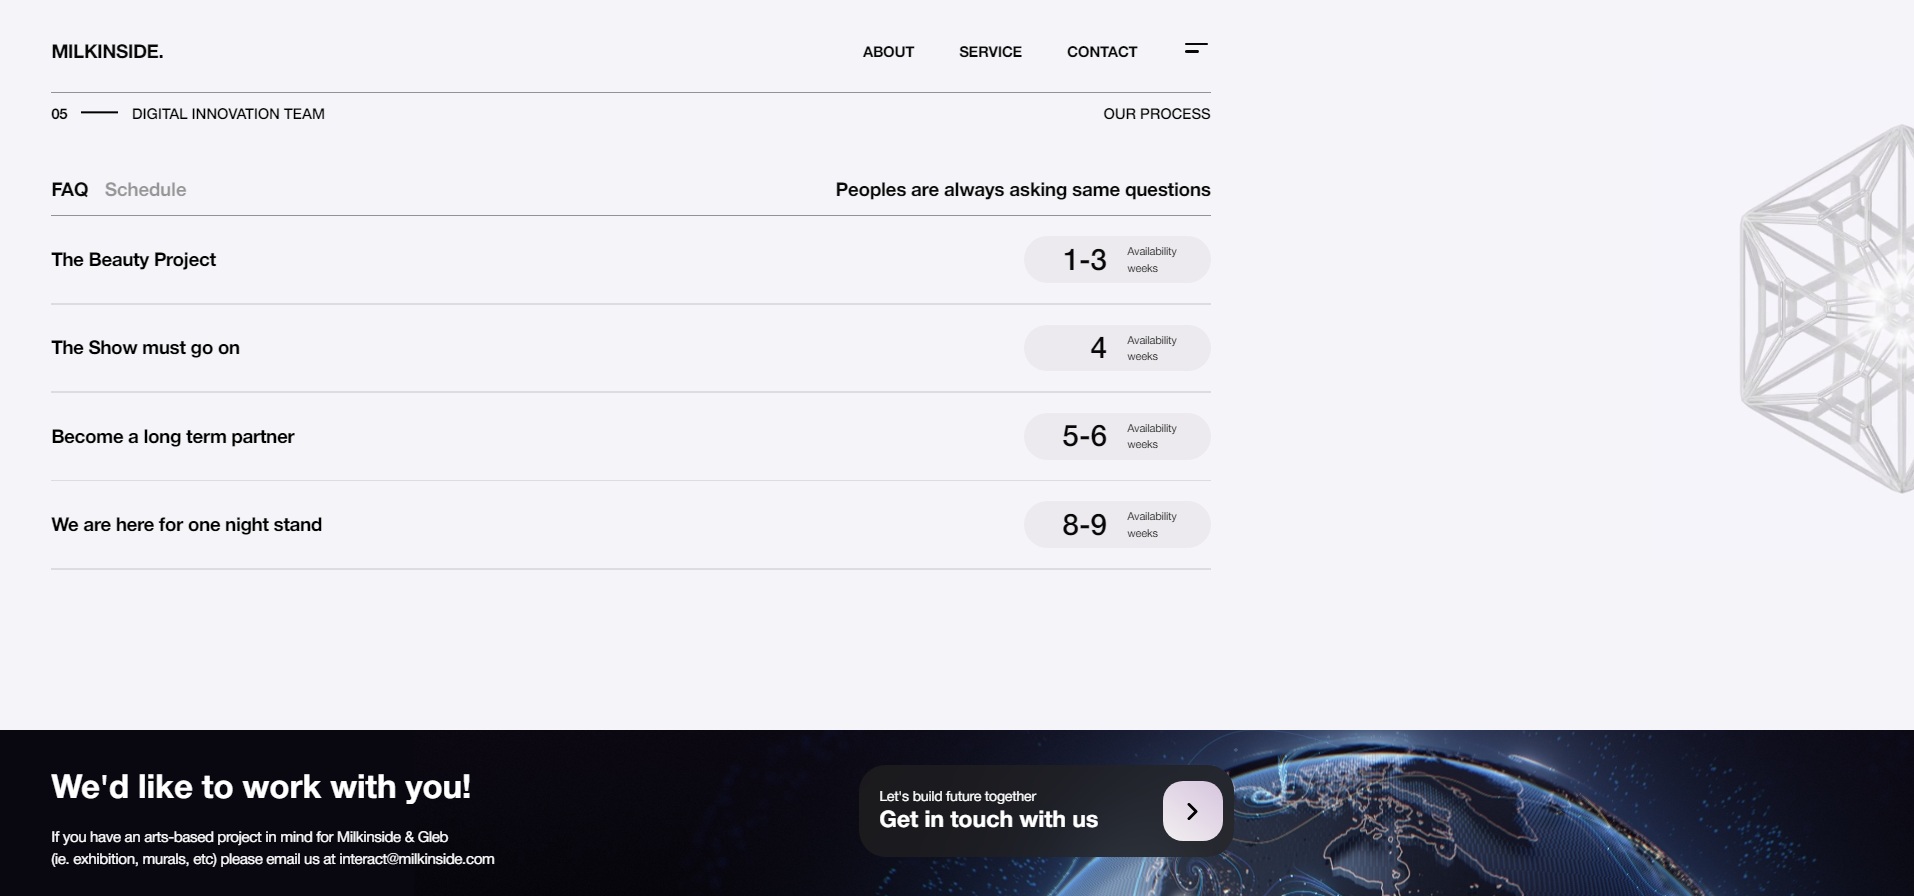 MILKINSIDE.
ABOUT SERVICE CONTACT
05 DIGITAL INNOVATION TEAM
OUR PROCESS
FAQ Schedule
Peoples are always asking same questions
The Beauty Project
1-3 Availability
weeks
The Show must go on
4 Availability
weeks
Become a long term partner
5-6 Availability
weeks
We are here for one night stand
8-9 Availability
weeks
We'd like to work with you!
If you have an arts-based project in mind for Milkinside & Gleb
(ie. exhibition, murals, etc) please email us at interact@milkinside.com
Let's build future together
Get in touch with us